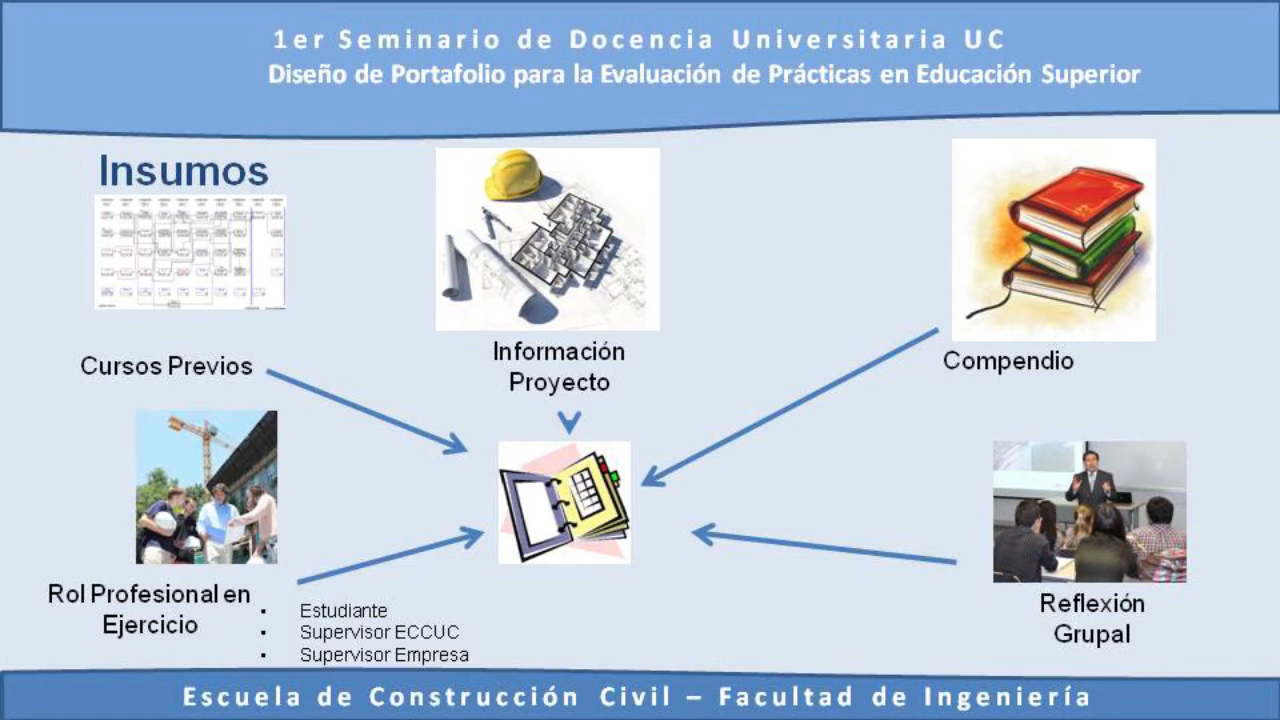 1er Seminario de Docencia Universitaria UC
Diseño de Portafolio para la Evaluación de Prácticas en Educación Superior
Insumos
Cursos Previos
Información
Proyecto
Compendio
Rol Profesional en
Ejercicio
▪ Estudiante
▪ Supervisor ECCUC
▪ Supervisor Empresa
Reflexión
Grupal
Escuela de Construcción Civil – Facultad de Ingeniería